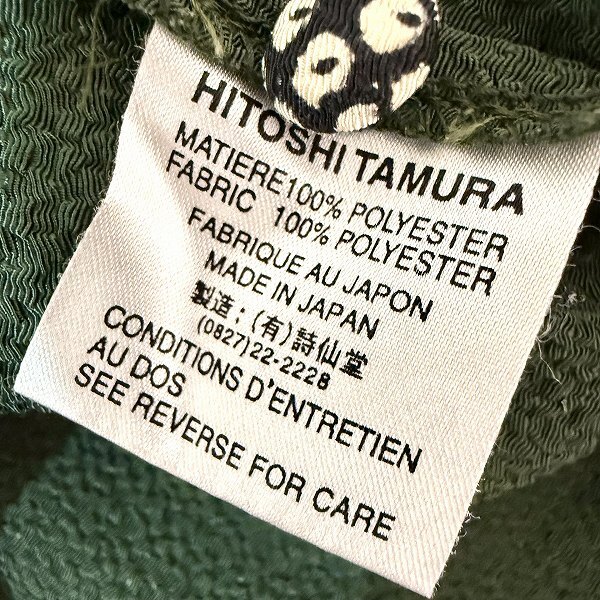 HITOSHI TAMURA
MATIERE100% POLYESTER
FABRIC 100% POLYESTER
FABRIQUE AU JAPON
MADE IN JAPAN
製造；(有)詩仙堂
(0827)22-2228
CONDITIONS D'ENTRETIEN
AU DOS
SEE REVERSE FOR CARE